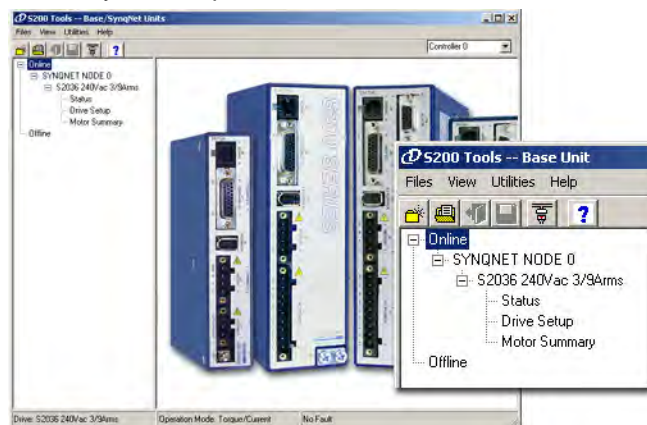 S200 Tools -- Base/SynqNet Units
Files View Utilities Help
Controller 0
Online
SYNQNET NODE 0
S2036 240Vac 3/9Arms
Status
Drive Setup
Motor Summary
Offline
S200 SERIES
S200 Tools -- Base Unit
Files View Utilities Help
?
Online
SYNQNET NODE 0
S2036 240Vac 3/9Arms
Status
Drive Setup
Motor Summary
Offline
Drive: S2036 240Vac 3/9Arms Operation Mode: Torque/Current No Fault